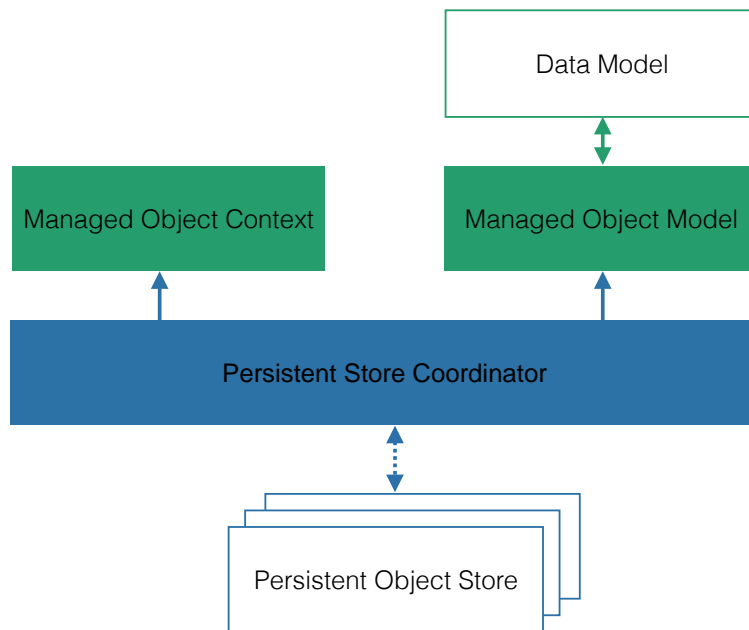 Data Model
Managed Object Context
Managed Object Model
Persistent Store Coordinator
Persistent Object Store